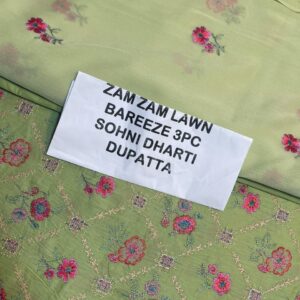 ZAM ZAM LAWN
BAREEZE 3PC
SOHNI DHARTI
DUPATTA